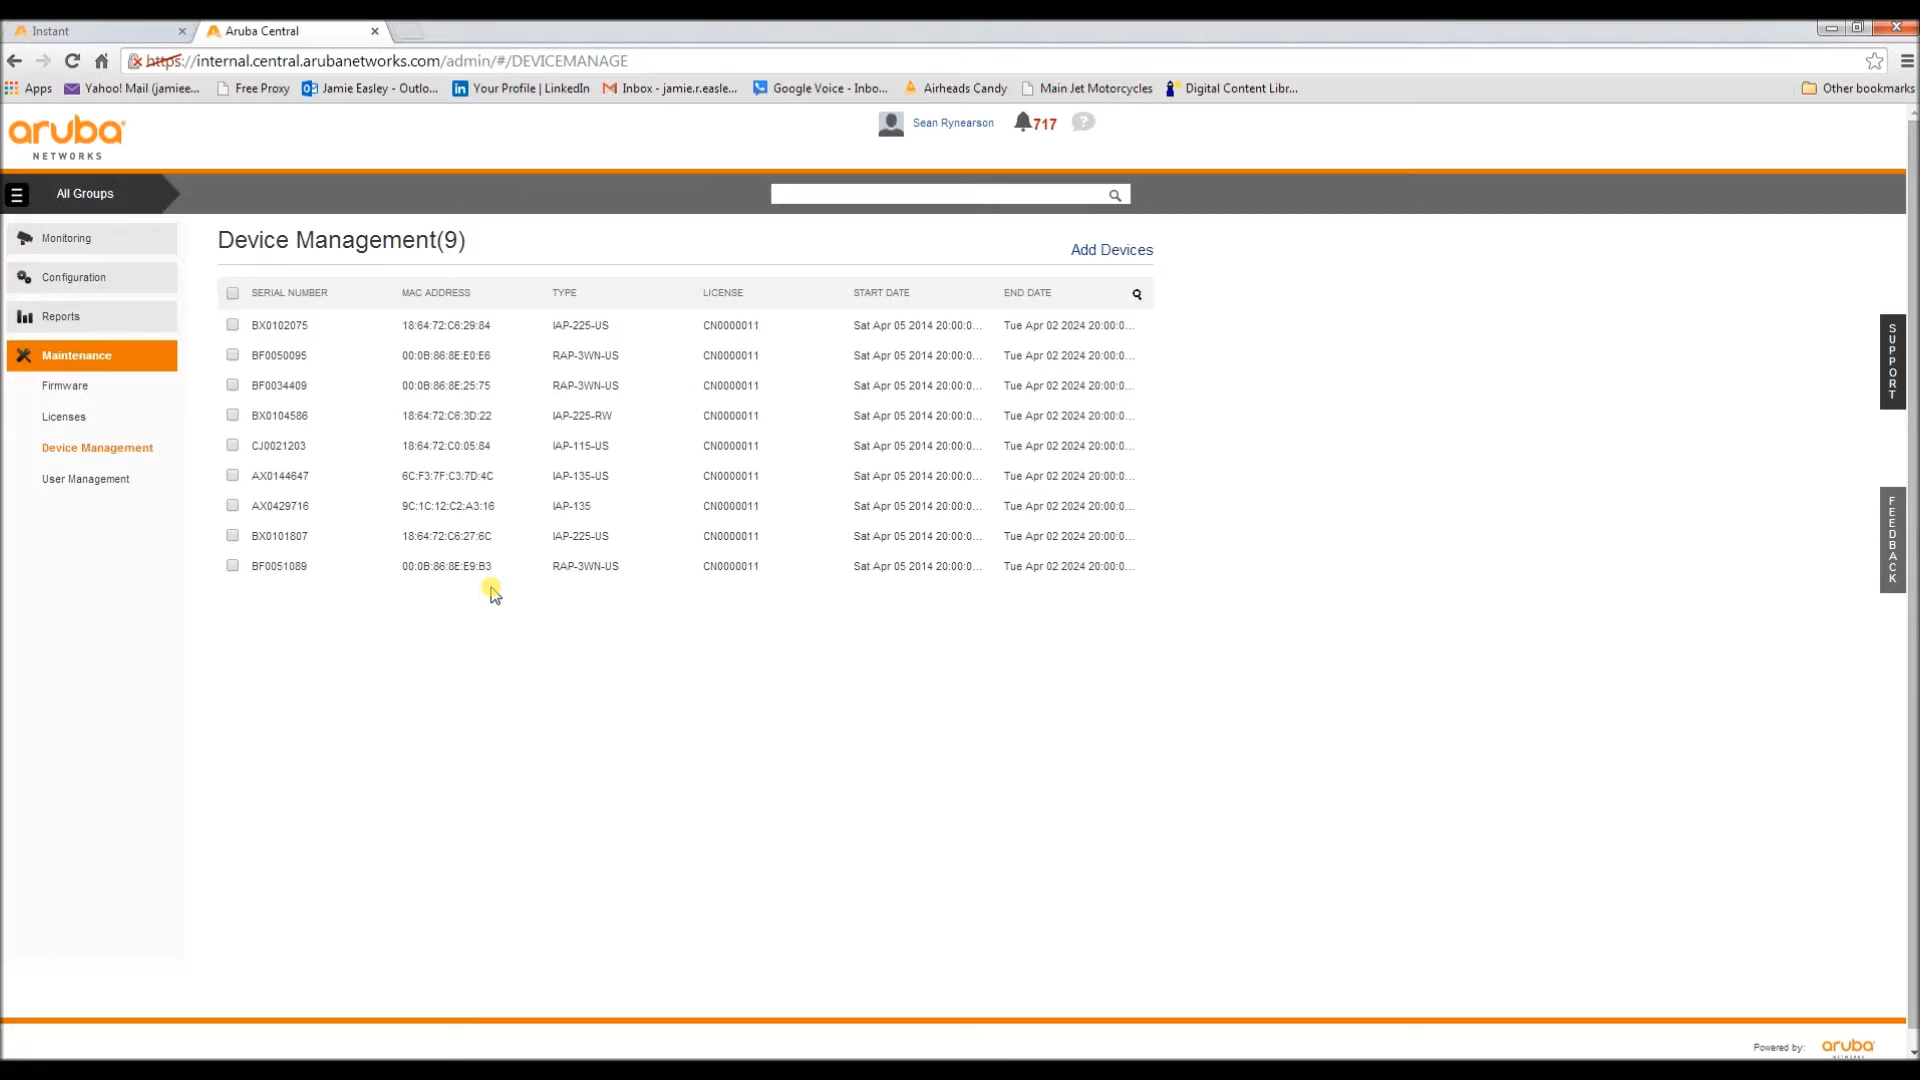 Instant
Aruba Central
https://internal.central.arubanetworks.com/admin/#/DEVICEMANAGE
Apps Yahoo! Mail (jamiee... Free Proxy Jamie Easley - Outlo... Your Profile | LinkedIn Inbox - jamie.r.easle... Google Voice - Inbo... Airheads Candy Main Jet Motorcycles Digital Content Libr... Other bookmarks
aruba
NETWORKS
Sean Rynearson 717 ?
All Groups
Monitoring
Configuration
Reports
Maintenance
Firmware
Licenses
Device Management
User Management
Device Management(9)
Add Devices
SERIAL NUMBER MAC ADDRESS TYPE LICENSE START DATE END DATE
BX0102075 18:64:72:C6:29:84 IAP-225-US CN0000011 Sat Apr 05 2014 20:00:0... Tue Apr 02 2024 20:00:0...
BF0050095 00:0B:86:8E:E0:E6 RAP-3WN-US CN0000011 Sat Apr 05 2014 20:00:0... Tue Apr 02 2024 20:00:0...
BF0034409 00:0B:86:8E:25:75 RAP-3WN-US CN0000011 Sat Apr 05 2014 20:00:0... Tue Apr 02 2024 20:00:0...
BX0104586 18:64:72:C6:3D:22 IAP-225-RW CN0000011 Sat Apr 05 2014 20:00:0... Tue Apr 02 2024 20:00:0...
CJ0021203 18:64:72:C0:05:84 IAP-115-US CN0000011 Sat Apr 05 2014 20:00:0... Tue Apr 02 2024 20:00:0...
AX0144647 6C:F3:7F:C3:7D:4C IAP-135-US CN0000011 Sat Apr 05 2014 20:00:0... Tue Apr 02 2024 20:00:0...
AX0429716 9C:1C:12:C2:A3:16 IAP-135 CN0000011 Sat Apr 05 2014 20:00:0... Tue Apr 02 2024 20:00:0...
BX0101807 18:64:72:C6:27:6C IAP-225-US CN0000011 Sat Apr 05 2014 20:00:0... Tue Apr 02 2024 20:00:0...
BF0051089 00:0B:86:8E:E9:B3 RAP-3WN-US CN0000011 Sat Apr 05 2014 20:00:0... Tue Apr 02 2024 20:00:0...
SUPPORT
FEEDBACK
Powered by: aruba
NETWORKS